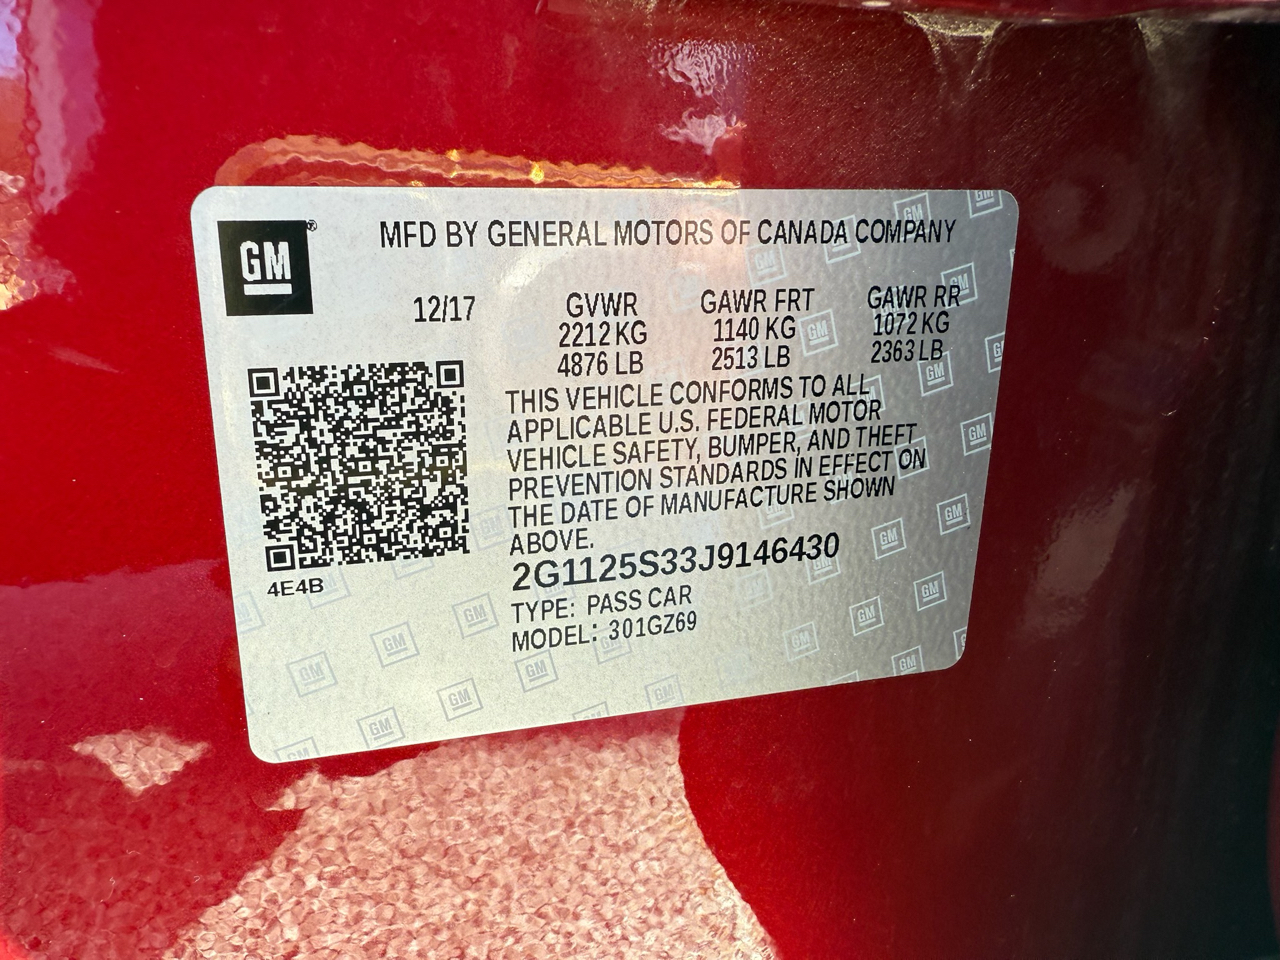 GM®
MFD BY GENERAL MOTORS OF CANADA COMPANY
12/17 GVWR GAWR FRT GAWR RR
2212 KG 1140 KG 1072 KG
4876 LB 2513 LB 2363 LB
THIS VEHICLE CONFORMS TO ALL
APPLICABLE U.S. FEDERAL MOTOR
VEHICLE SAFETY, BUMPER, AND THEFT
PREVENTION STANDARDS IN EFFECT ON
THE DATE OF MANUFACTURE SHOWN
ABOVE.
2G1125S33J9146430
4E4B
TYPE: PASS CAR
MODEL: 301GZ69